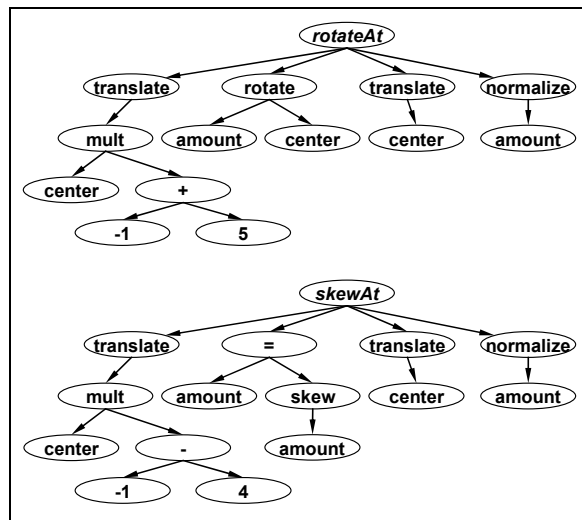 rotateAt
translate rotate translate normalize
mult amount center center amount
center +
-1 5
skewAt
translate = translate normalize
mult amount skew center amount
center - amount
-1 4